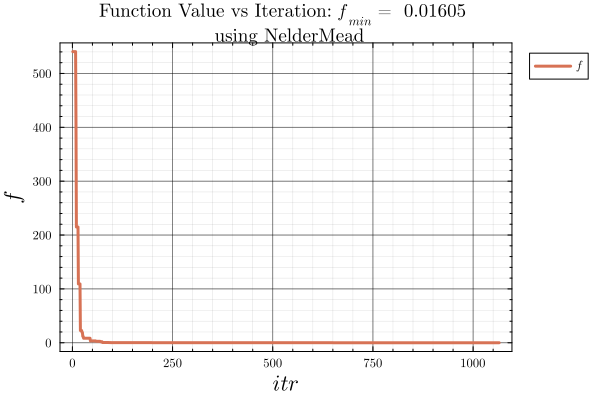 Function Value vs Iteration: f_min = 0.01605
using NelderMead
f
500
400
300
200
100
0
f
0 250 500 750 1000
itr